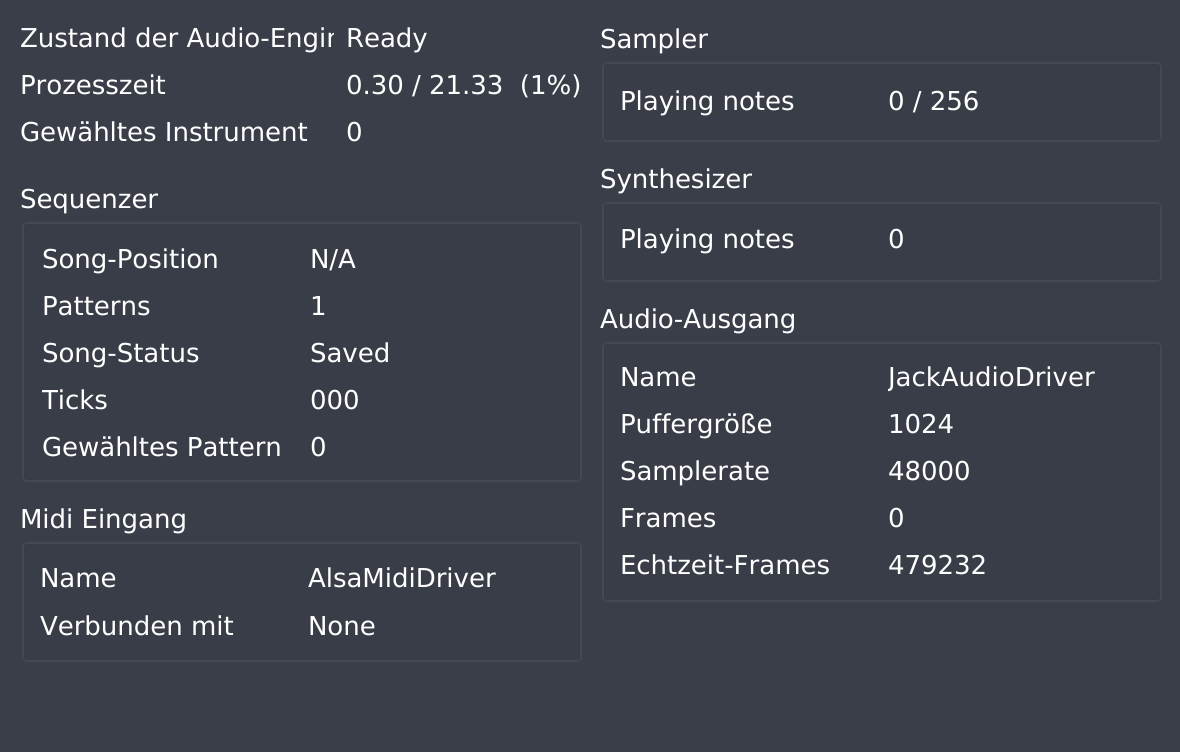 Zustand der Audio-Engin Ready
Prozesszeit 0.30 / 21.33 (1%)
Gewähltes Instrument 0
Sequenzer
Song-Position N/A
Patterns 1
Song-Status Saved
Ticks 000
Gewähltes Pattern 0
Midi Eingang
Name AlsaMidiDriver
Verbunden mit None
Sampler
Playing notes 0 / 256
Synthesizer
Playing notes 0
Audio-Ausgang
Name JackAudioDriver
Puffergröße 1024
Samplerate 48000
Frames 0
Echtzeit-Frames 479232